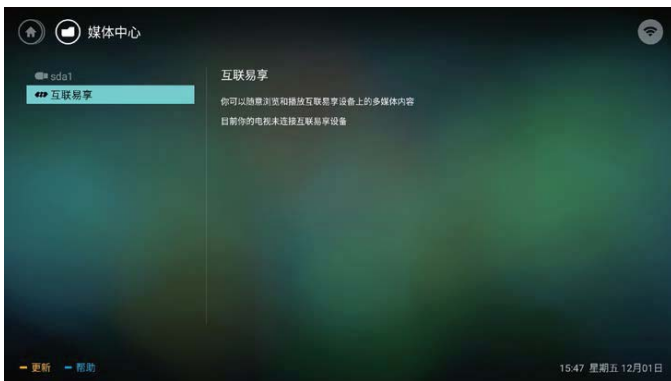 媒体中心
sda1
互联易享
互联易享
你可以随意浏览和播放互联易享设备上的多媒体内容
目前你的电视未连接互联易享设备
更新 帮助
15:47 星期五 12月01日